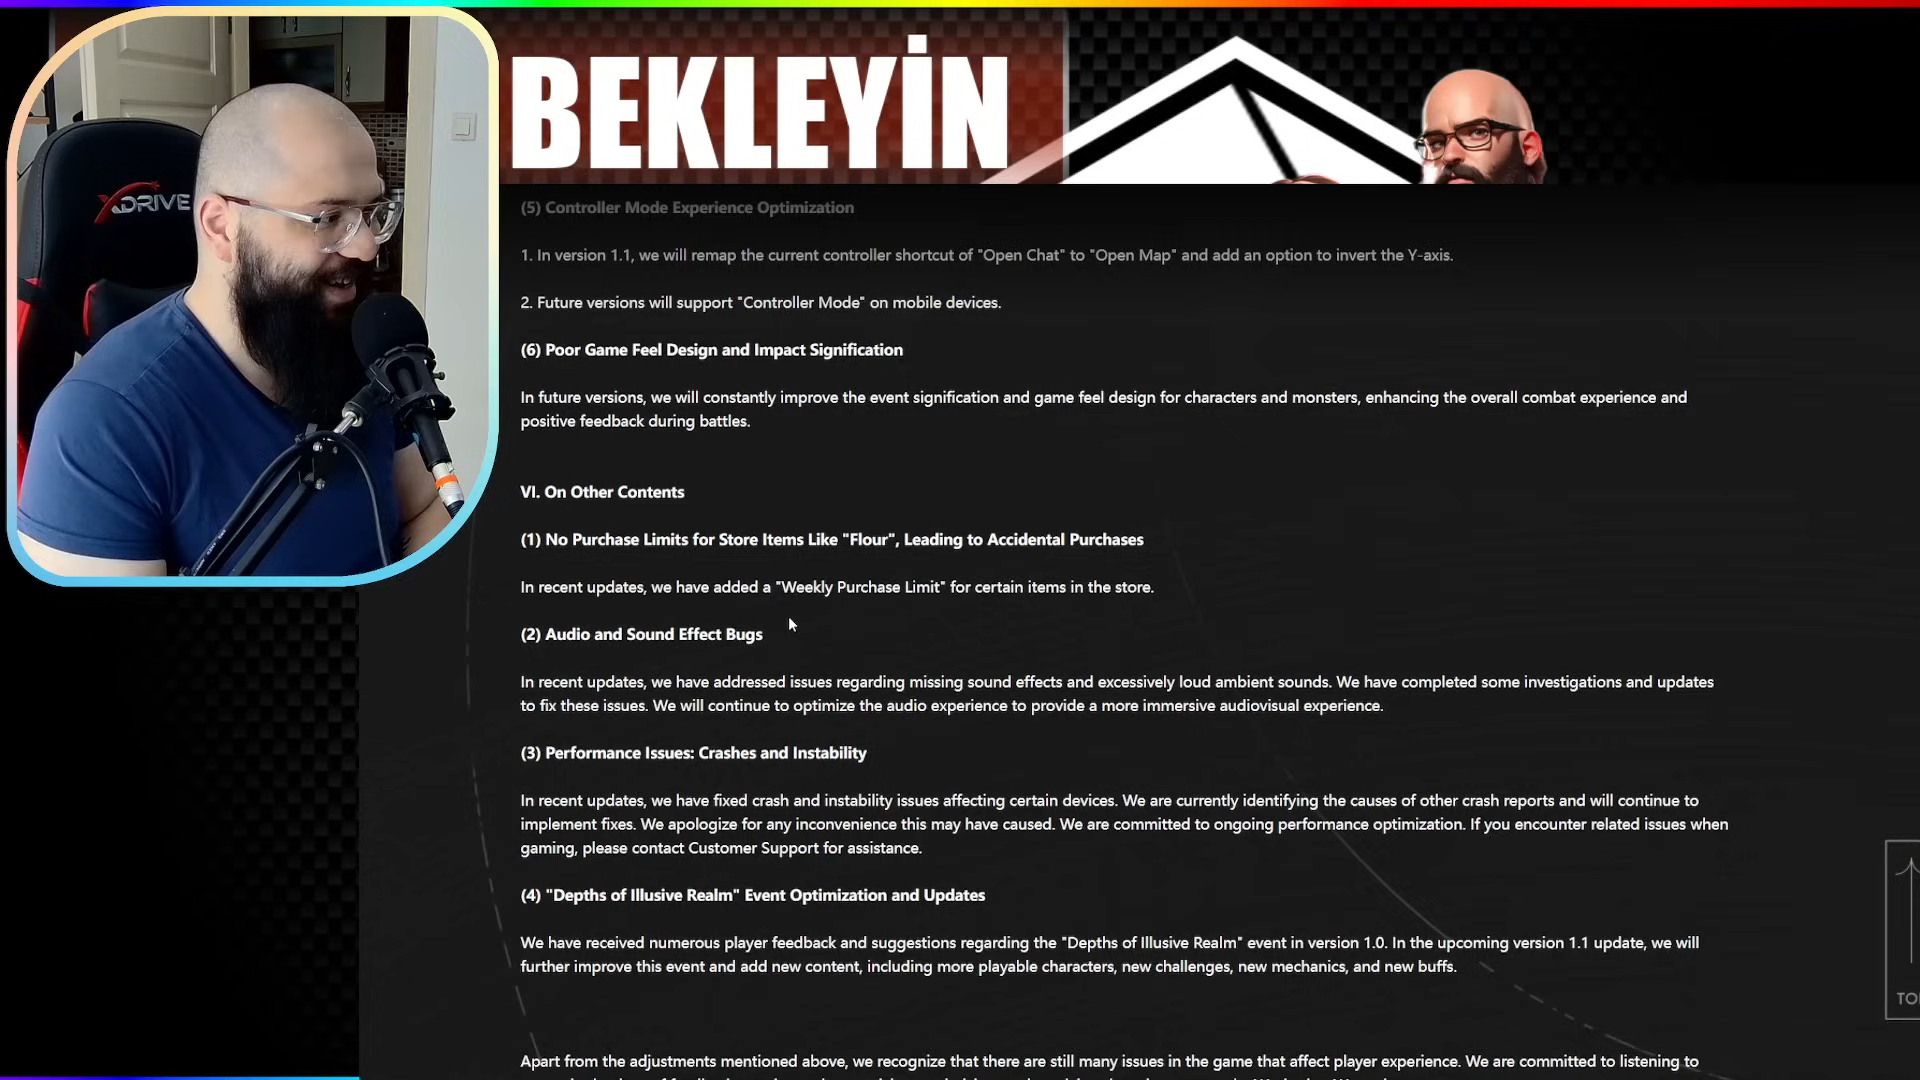 BEKLEYİN
XDRIVE
(5) Controller Mode Experience Optimization
1. In version 1.1, we will remap the current controller shortcut of "Open Chat" to "Open Map" and add an option to invert the Y-axis.
2. Future versions will support "Controller Mode" on mobile devices.
(6) Poor Game Feel Design and Impact Signification
In future versions, we will constantly improve the event signification and game feel design for characters and monsters, enhancing the overall combat experience and
positive feedback during battles.
VI. On Other Contents
(1) No Purchase Limits for Store Items Like "Flour", Leading to Accidental Purchases
In recent updates, we have added a "Weekly Purchase Limit" for certain items in the store.
(2) Audio and Sound Effect Bugs
In recent updates, we have addressed issues regarding missing sound effects and excessively loud ambient sounds. We have completed some investigations and updates
to fix these issues. We will continue to optimize the audio experience to provide a more immersive audiovisual experience.
(3) Performance Issues: Crashes and Instability
In recent updates, we have fixed crash and instability issues affecting certain devices. We are currently identifying the causes of other crash reports and will continue to
implement fixes. We apologize for any inconvenience this may have caused. We are committed to ongoing performance optimization. If you encounter related issues when
gaming, please contact Customer Support for assistance.
(4) "Depths of Illusive Realm" Event Optimization and Updates
We have received numerous player feedback and suggestions regarding the "Depths of Illusive Realm" event in version 1.0. In the upcoming version 1.1 update, we will
further improve this event and add new content, including more playable characters, new challenges, new mechanics, and new buffs.
Apart from the adjustments mentioned above, we recognize that there are still many issues in the game that affect player experience. We are committed to listening to